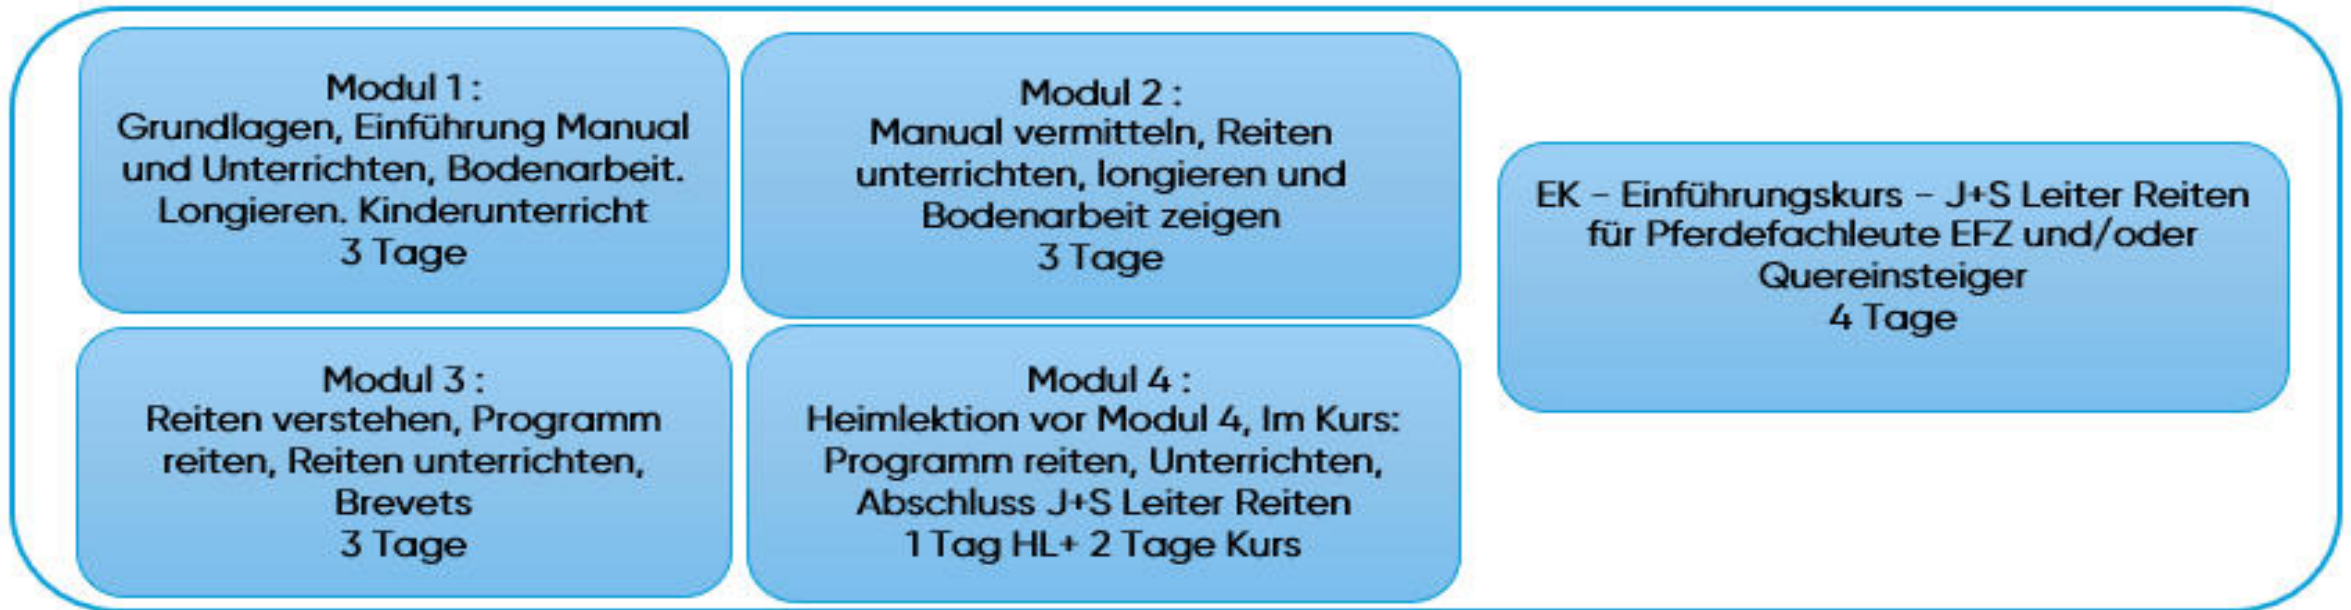 Modul 1 :
Grundlagen, Einführung Manual
und Unterrichten, Bodenarbeit.
Longieren. Kinderunterricht
3 Tage
Modul 2 :
Manual vermitteln, Reiten
unterrichten, longieren und
Bodenarbeit zeigen
3 Tage
EK – Einführungskurs – J+S Leiter Reiten
für Pferdefachleute EFZ und/oder
Quereinsteiger
4 Tage
Modul 3 :
Reiten verstehen, Programm
reiten, Reiten unterrichten,
Brevets
3 Tage
Modul 4 :
Heimlektion vor Modul 4, Im Kurs:
Programm reiten, Unterrichten,
Abschluss J+S Leiter Reiten
1 Tag HL+ 2 Tage Kurs